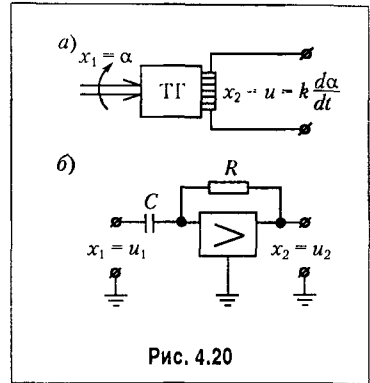 а) x₁ = α
ТГ
x₂ = u = k dα/dt
б)
R
C
x₁ = u₁
>
x₂ = u₂
Рис. 4.20